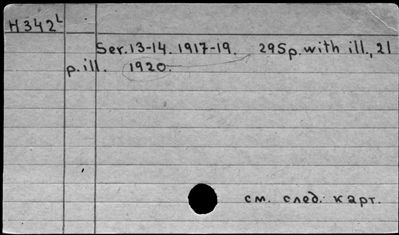 H342L
Ser. 13-14. 1917-19. 295p. with ill., 21
p. ill. 1920.
см. след. карт.